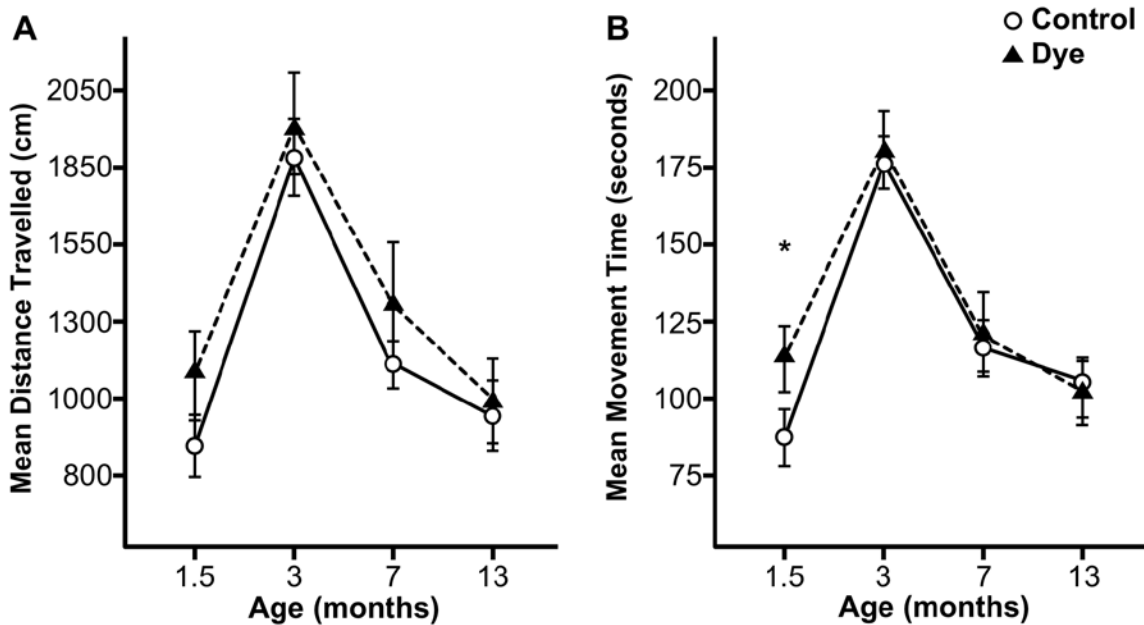 A
Mean Distance Travelled (cm)
2050
1850
1550
1300
1000
800
1.5 3 7 13
Age (months)
B
Control
Dye
Mean Movement Time (seconds)
200
175
150
125
100
75
*
1.5 3 7 13
Age (months)